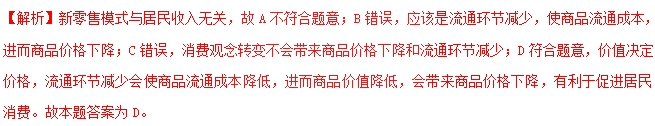 【解析】新零售模式与居民收入无关，故 A 不符合题意；B 错误，应该是流通环节减少，使商品流通成本，
进而商品价格下降；C 错误，消费观念转变不会带来商品价格下降和流通环节减少；D 符合题意，价值决定
价格，流通环节减少会使商品流通成本降低，进而商品价值降低，会带来商品价格下降，有利于促进居民
消费。故本题答案为 D。